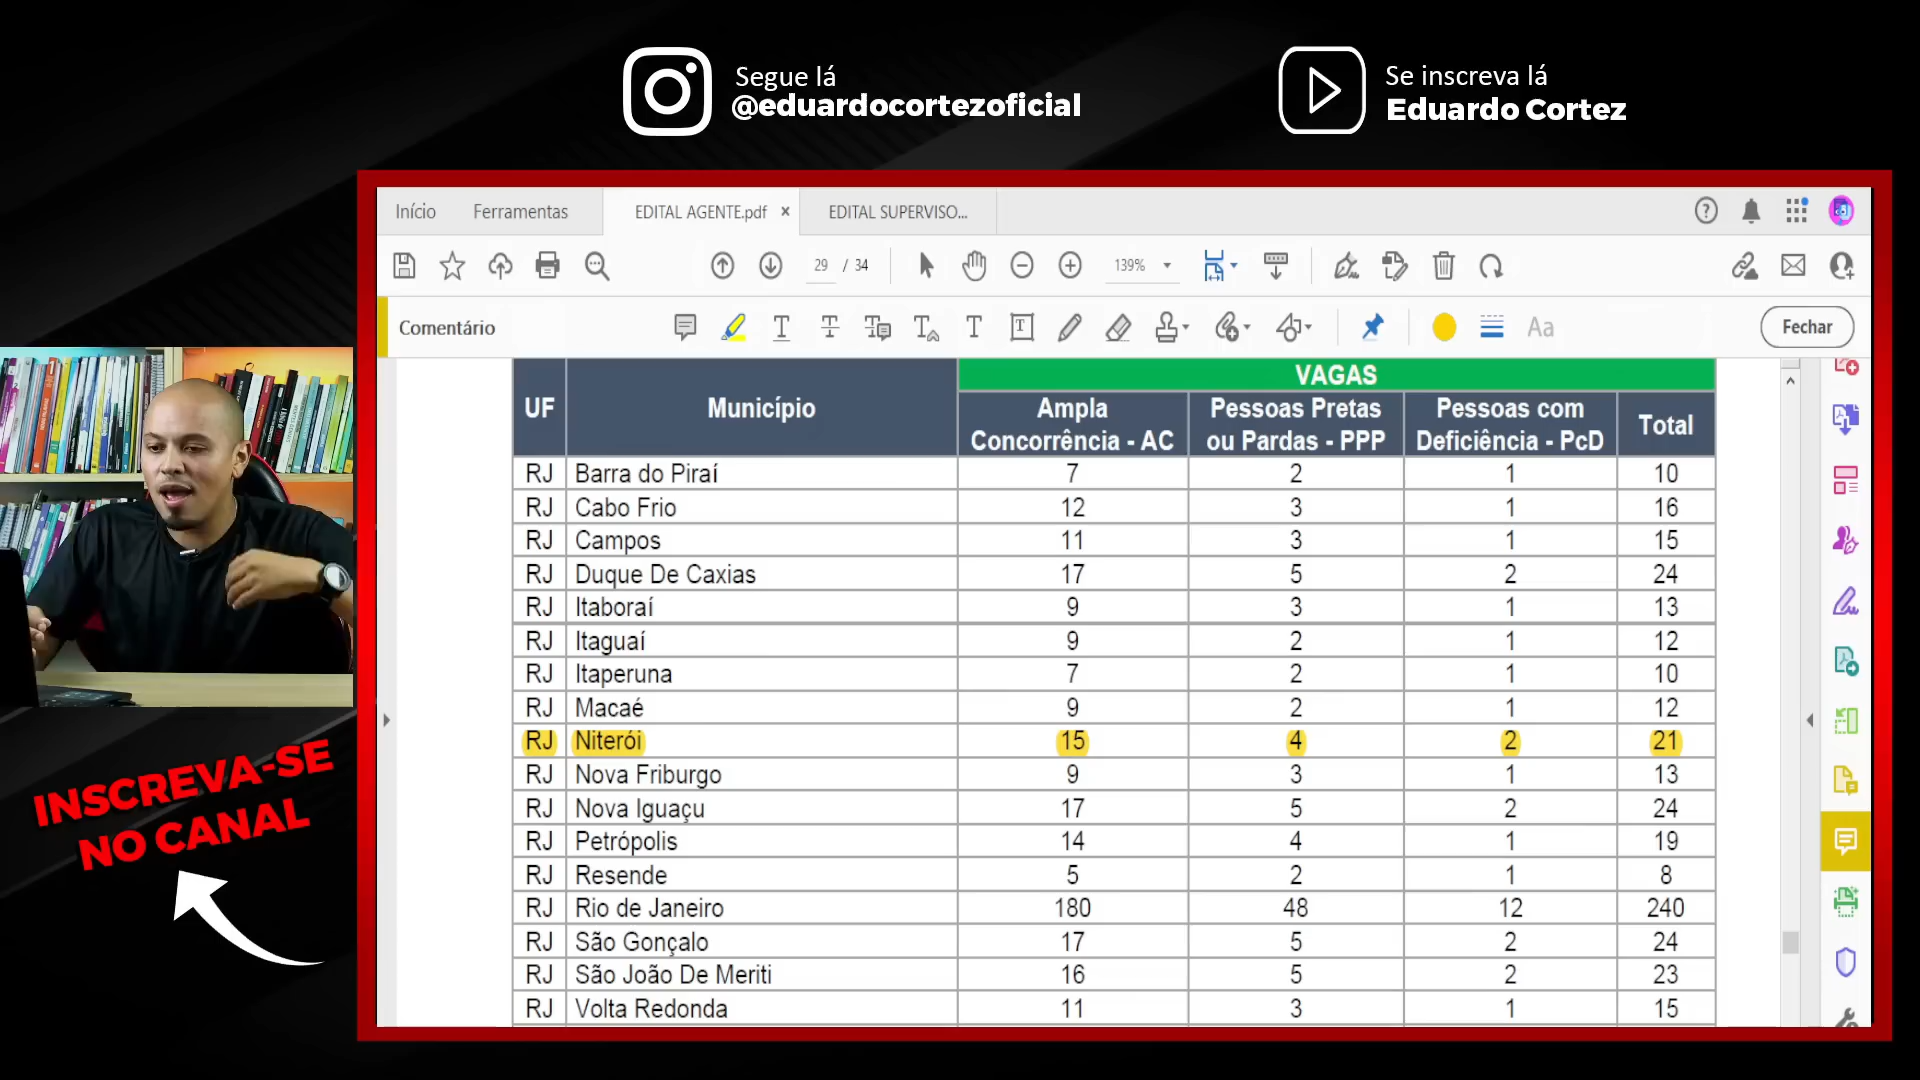 Segue lá
@eduardocortezoficial
Se inscreva lá
Eduardo Cortez
Início Ferramentas EDITAL AGENTE.pdf × EDITAL SUPERVISO...
29 / 34 139%
Comentário Aa Fechar
VAGAS
UF Município Ampla Concorrência - AC Pessoas Pretas ou Pardas - PPP Pessoas com Deficiência - PcD Total
RJ Barra do Piraí 7 2 1 10
RJ Cabo Frio 12 3 1 16
RJ Campos 11 3 1 15
RJ Duque De Caxias 17 5 2 24
RJ Itaboraí 9 3 1 13
RJ Itaguaí 9 2 1 12
RJ Itaperuna 7 2 1 10
RJ Macaé 9 2 1 12
RJ Niterói 15 4 2 21
RJ Nova Friburgo 9 3 1 13
RJ Nova Iguaçu 17 5 2 24
RJ Petrópolis 14 4 1 19
RJ Resende 5 2 1 8
RJ Rio de Janeiro 180 48 12 240
RJ São Gonçalo 17 5 2 24
RJ São João De Meriti 16 5 2 23
RJ Volta Redonda 11 3 1 15
INSCREVA-SE
NO CANAL